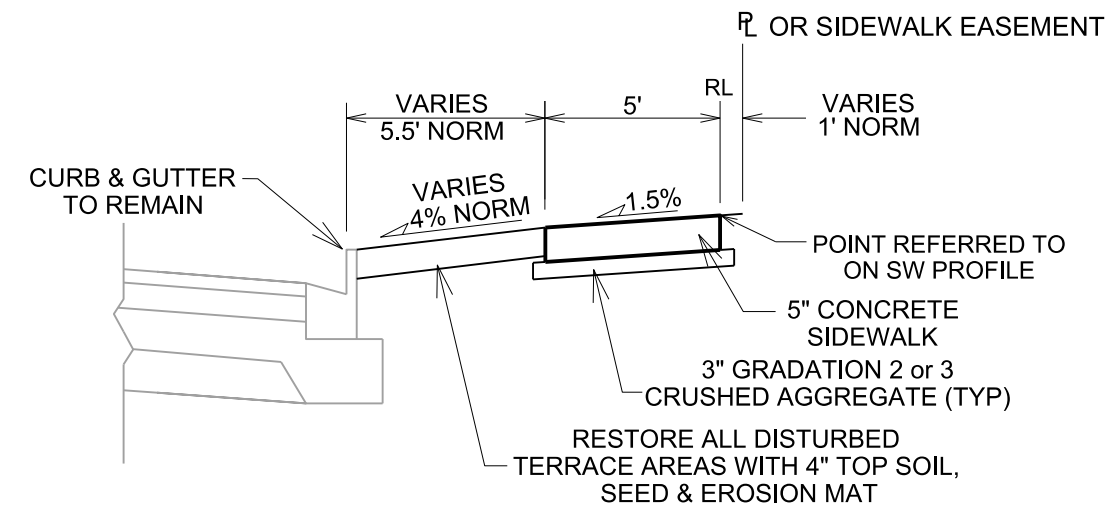 ℄ OR SIDEWALK EASEMENT
RL
VARIES
5.5' NORM
5'
VARIES
1' NORM
CURB & GUTTER
TO REMAIN
VARIES
4% NORM
1.5%
POINT REFERRED TO
ON SW PROFILE
5" CONCRETE
SIDEWALK
3" GRADATION 2 or 3
CRUSHED AGGREGATE (TYP)
RESTORE ALL DISTURBED
TERRACE AREAS WITH 4" TOP SOIL,
SEED & EROSION MAT